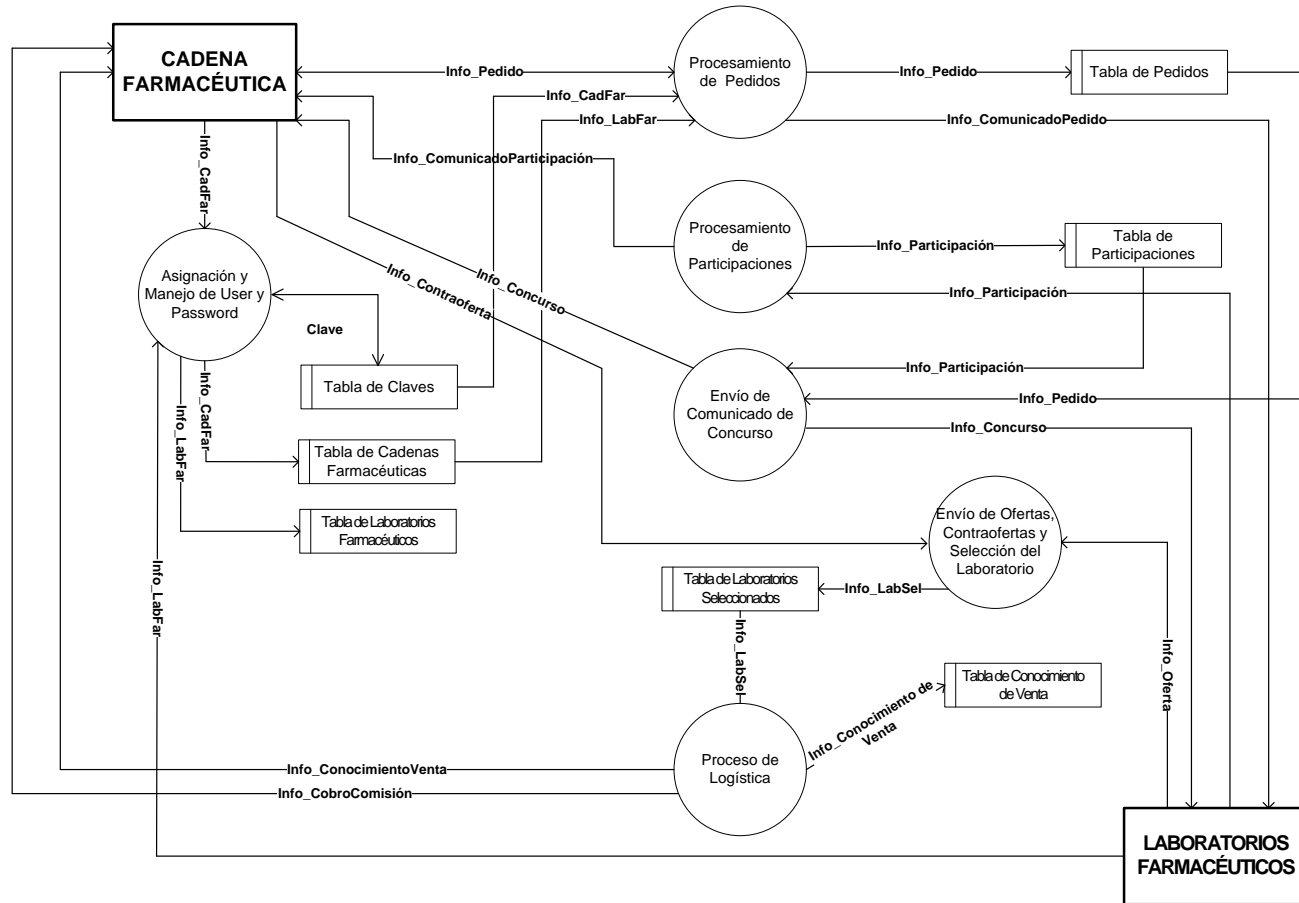 CADENA
FARMACÉUTICA
Info_Pedido
Procesamiento
de Pedidos
Info_Pedido
Tabla de Pedidos
Info_CadFar
Info_LabFar
Info_ComunicadoPedido
Info_CadFar
Info_ComunicadoParticipación
Procesamiento
de
Participaciones
Info_Participación
Tabla de
Participaciones
Asignación y
Manejo de User y
Password
Info_Contraoferta
Info_Concurso
Info_Participación
Clave
Tabla de Claves
Envío de
Comunicado de
Concurso
Info_Participación
Info_Pedido
Info_Concurso
Info_CadFar
Info_LabFar
Tabla de Cadenas
Farmacéuticas
Tabla de Laboratorios
Farmacéuticos
Envío de Ofertas,
Contraofertas y
Selección del
Laboratorio
Info_LabFar
Tabla de Laboratorios
Seleccionados
Info_LabSel
Info_LabSel
Info_Oferta
Tabla de Conocimiento
de Venta
Info_Conocimiento de
Venta
Proceso de
Logística
Info_ConocimientoVenta
Info_CobroComisión
LABORATORIOS
FARMACÉUTICOS